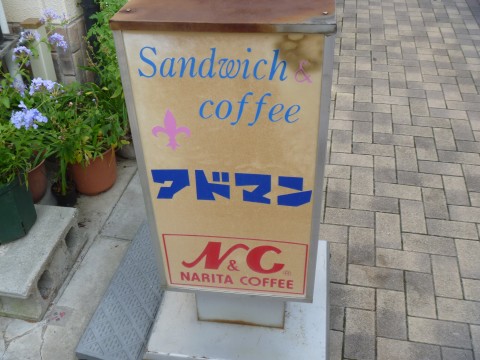 Sandwich &
coffee
アドマン
N&C
NARITA COFFEE